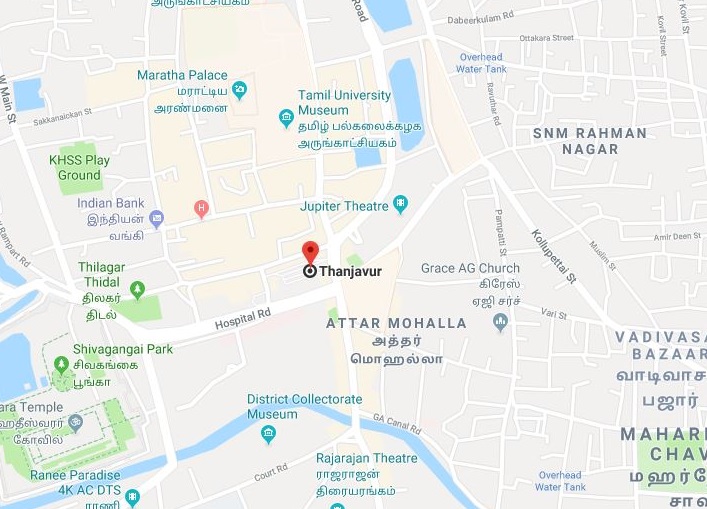 அருங்காட்சியகம்
Road
Dabeerkulam Rd
Ottakara Street
Kovil Street
Maratha Palace
மராட்டிய
அரண்மனை
Overhead
Water Tank
W Main St
Tamil University
Museum
தமிழ் பல்கலைக்கழக
அருங்காட்சியகம்
Ravuthar Rd
Sakkanaickan St
SNM RAHMAN
NAGAR
KHSS Play
Ground
Indian Bank
இந்தியன்
வங்கி
H
Jupiter Theatre
Pampatti St
Kollupettai St
Muslim St
Amir Deen St
Rampart Rd
Thanjavur
Thilagar
Thidal
திலகர்
திடல்
Grace AG Church
கிரேஸ்
ஏஜி சர்ச்
Hospital Rd
Vari St
ATTAR MOHALLA
அத்தர்
மொஹல்லா
VADIVASA
BAZAAR
வாடிவாச
பஜார்
Shivagangai Park
சிவகங்கை
பூங்கா
District Collectorate
Museum
ara Temple
ஹதீஸ்வரர்
கோவில்
GA Canal Rd
MAHAR
CHAV
மஹர்
சா
Rajarajan Theatre
ராஜராஜன்
திரையரங்கம்
Court Rd
Overhead
Water Tank
Ranee Paradise
4K AC DTS
ராணி